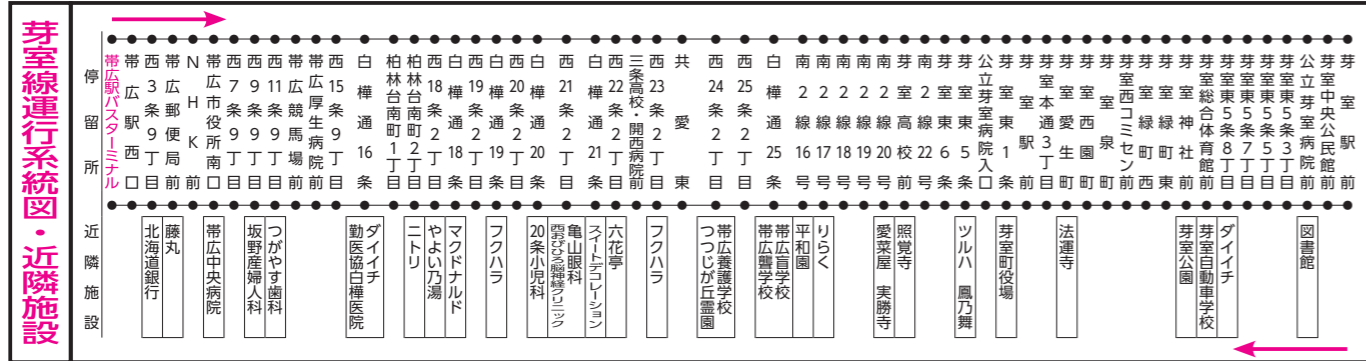 芽室線運行系統図・近隣施設
停留所
帯広駅バスターミナル
帯広駅西口
西3条9丁目
帯広郵便局前
NHK前
帯広市役所南口
西7条9丁目
西9条9丁目
西11条9丁目
帯広競馬場前
帯広厚生病院前
西15条9丁目
白樺通16条
柏林台南町1丁目
柏林台南町2丁目
西18条2丁目
白樺通18条
西19条2丁目
白樺通19条
西20条2丁目
白樺通20条
西21条2丁目
白樺通21条
西22条2丁目
三条高校・開西病院前
西23条2丁目
共愛東
西24条2丁目
西25条2丁目
白樺通25条
南2線16号
南2線17号
南2線18号
南2線19号
南2線20号
芽室高校前
南2線22号
芽室東6条
芽室東5条
公立芽室病院入口
芽室東1条
芽室駅前
芽室本通3丁目
芽室愛生町
芽室西園町
芽室泉町
芽室西コミセン前
芽室緑町西
芽室緑町東
芽室神社前
芽室総合体育館前
芽室東5条8丁目
芽室東5条7丁目
芽室東5条5丁目
芽室東5条3丁目
公立芽室病院前
芽室中央公民館前
芽室駅前
近隣施設
北海道銀行
藤丸
帯広中央病院
坂野産婦人科
つがやす歯科
勤医協白樺医院
ダイイチ
ニトリ
やよい乃湯
マクドナルド
フクハラ
20条小児科
西おびひろ脳神経クリニック
亀山眼科
スイートデコレーション
六花亭
フクハラ
つつじが丘霊園
帯広養護学校
帯広聾学校
帯広盲学校
平和園
りらく
愛菜屋 実勝寺
照覚寺
ツルハ 鳳乃舞
芽室町役場
法運寺
芽室公園
芽室自動車学校
ダイイチ
図書館